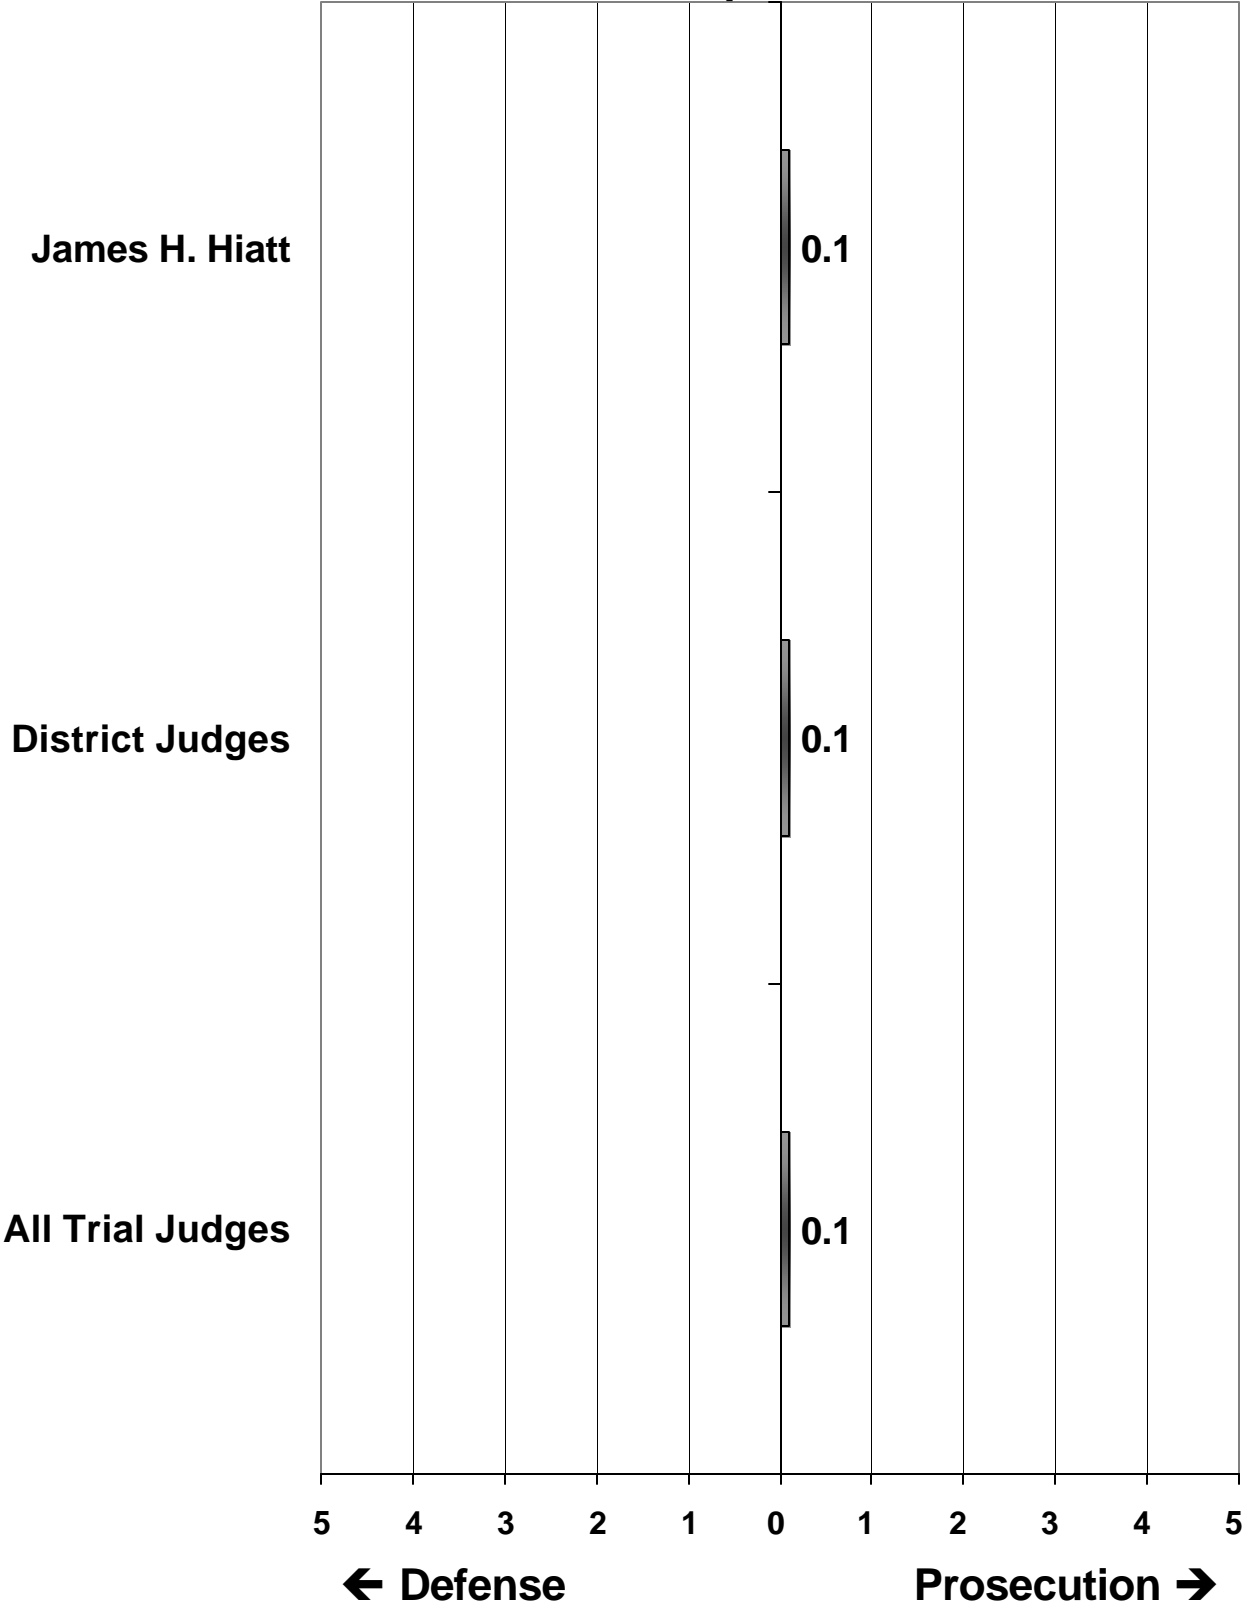 James H. Hiatt 0.1
District Judges 0.1
All Trial Judges 0.1
5 4 3 2 1 0 1 2 3 4 5
← Defense Prosecution →